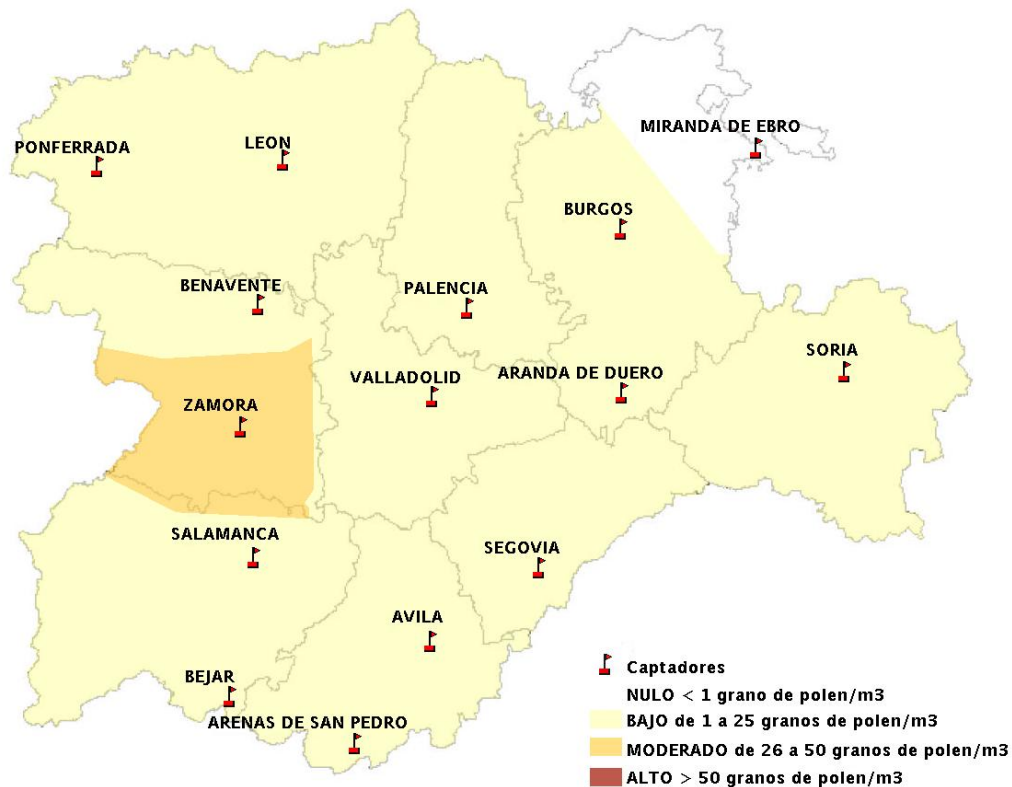 MIRANDA DE EBRO
PONFERRADA
LEON
BURGOS
BENAVENTE
PALENCIA
SORIA
VALLADOLID
ARANDA DE DUERO
ZAMORA
SALAMANCA
SEGOVIA
AVILA
BEJAR
ARENAS DE SAN PEDRO
Captadores
NULO < 1 grano de polen/m3
BAJO de 1 a 25 granos de polen/m3
MODERADO de 26 a 50 granos de polen/m3
ALTO > 50 granos de polen/m3